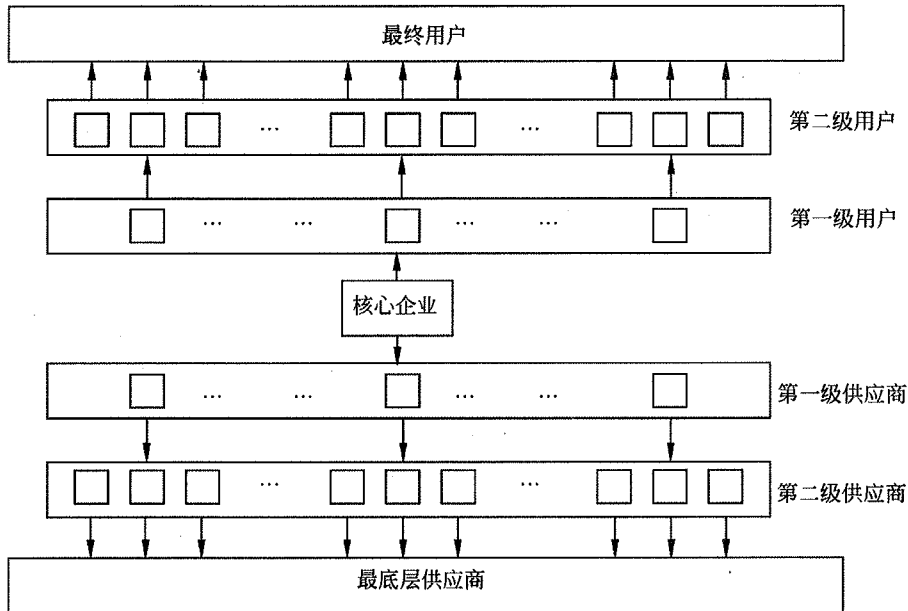 最终用户
… …
第二级用户
… … … …
第一级用户
核心企业
… … … …
第一级供应商
… …
第二级供应商
最底层供应商